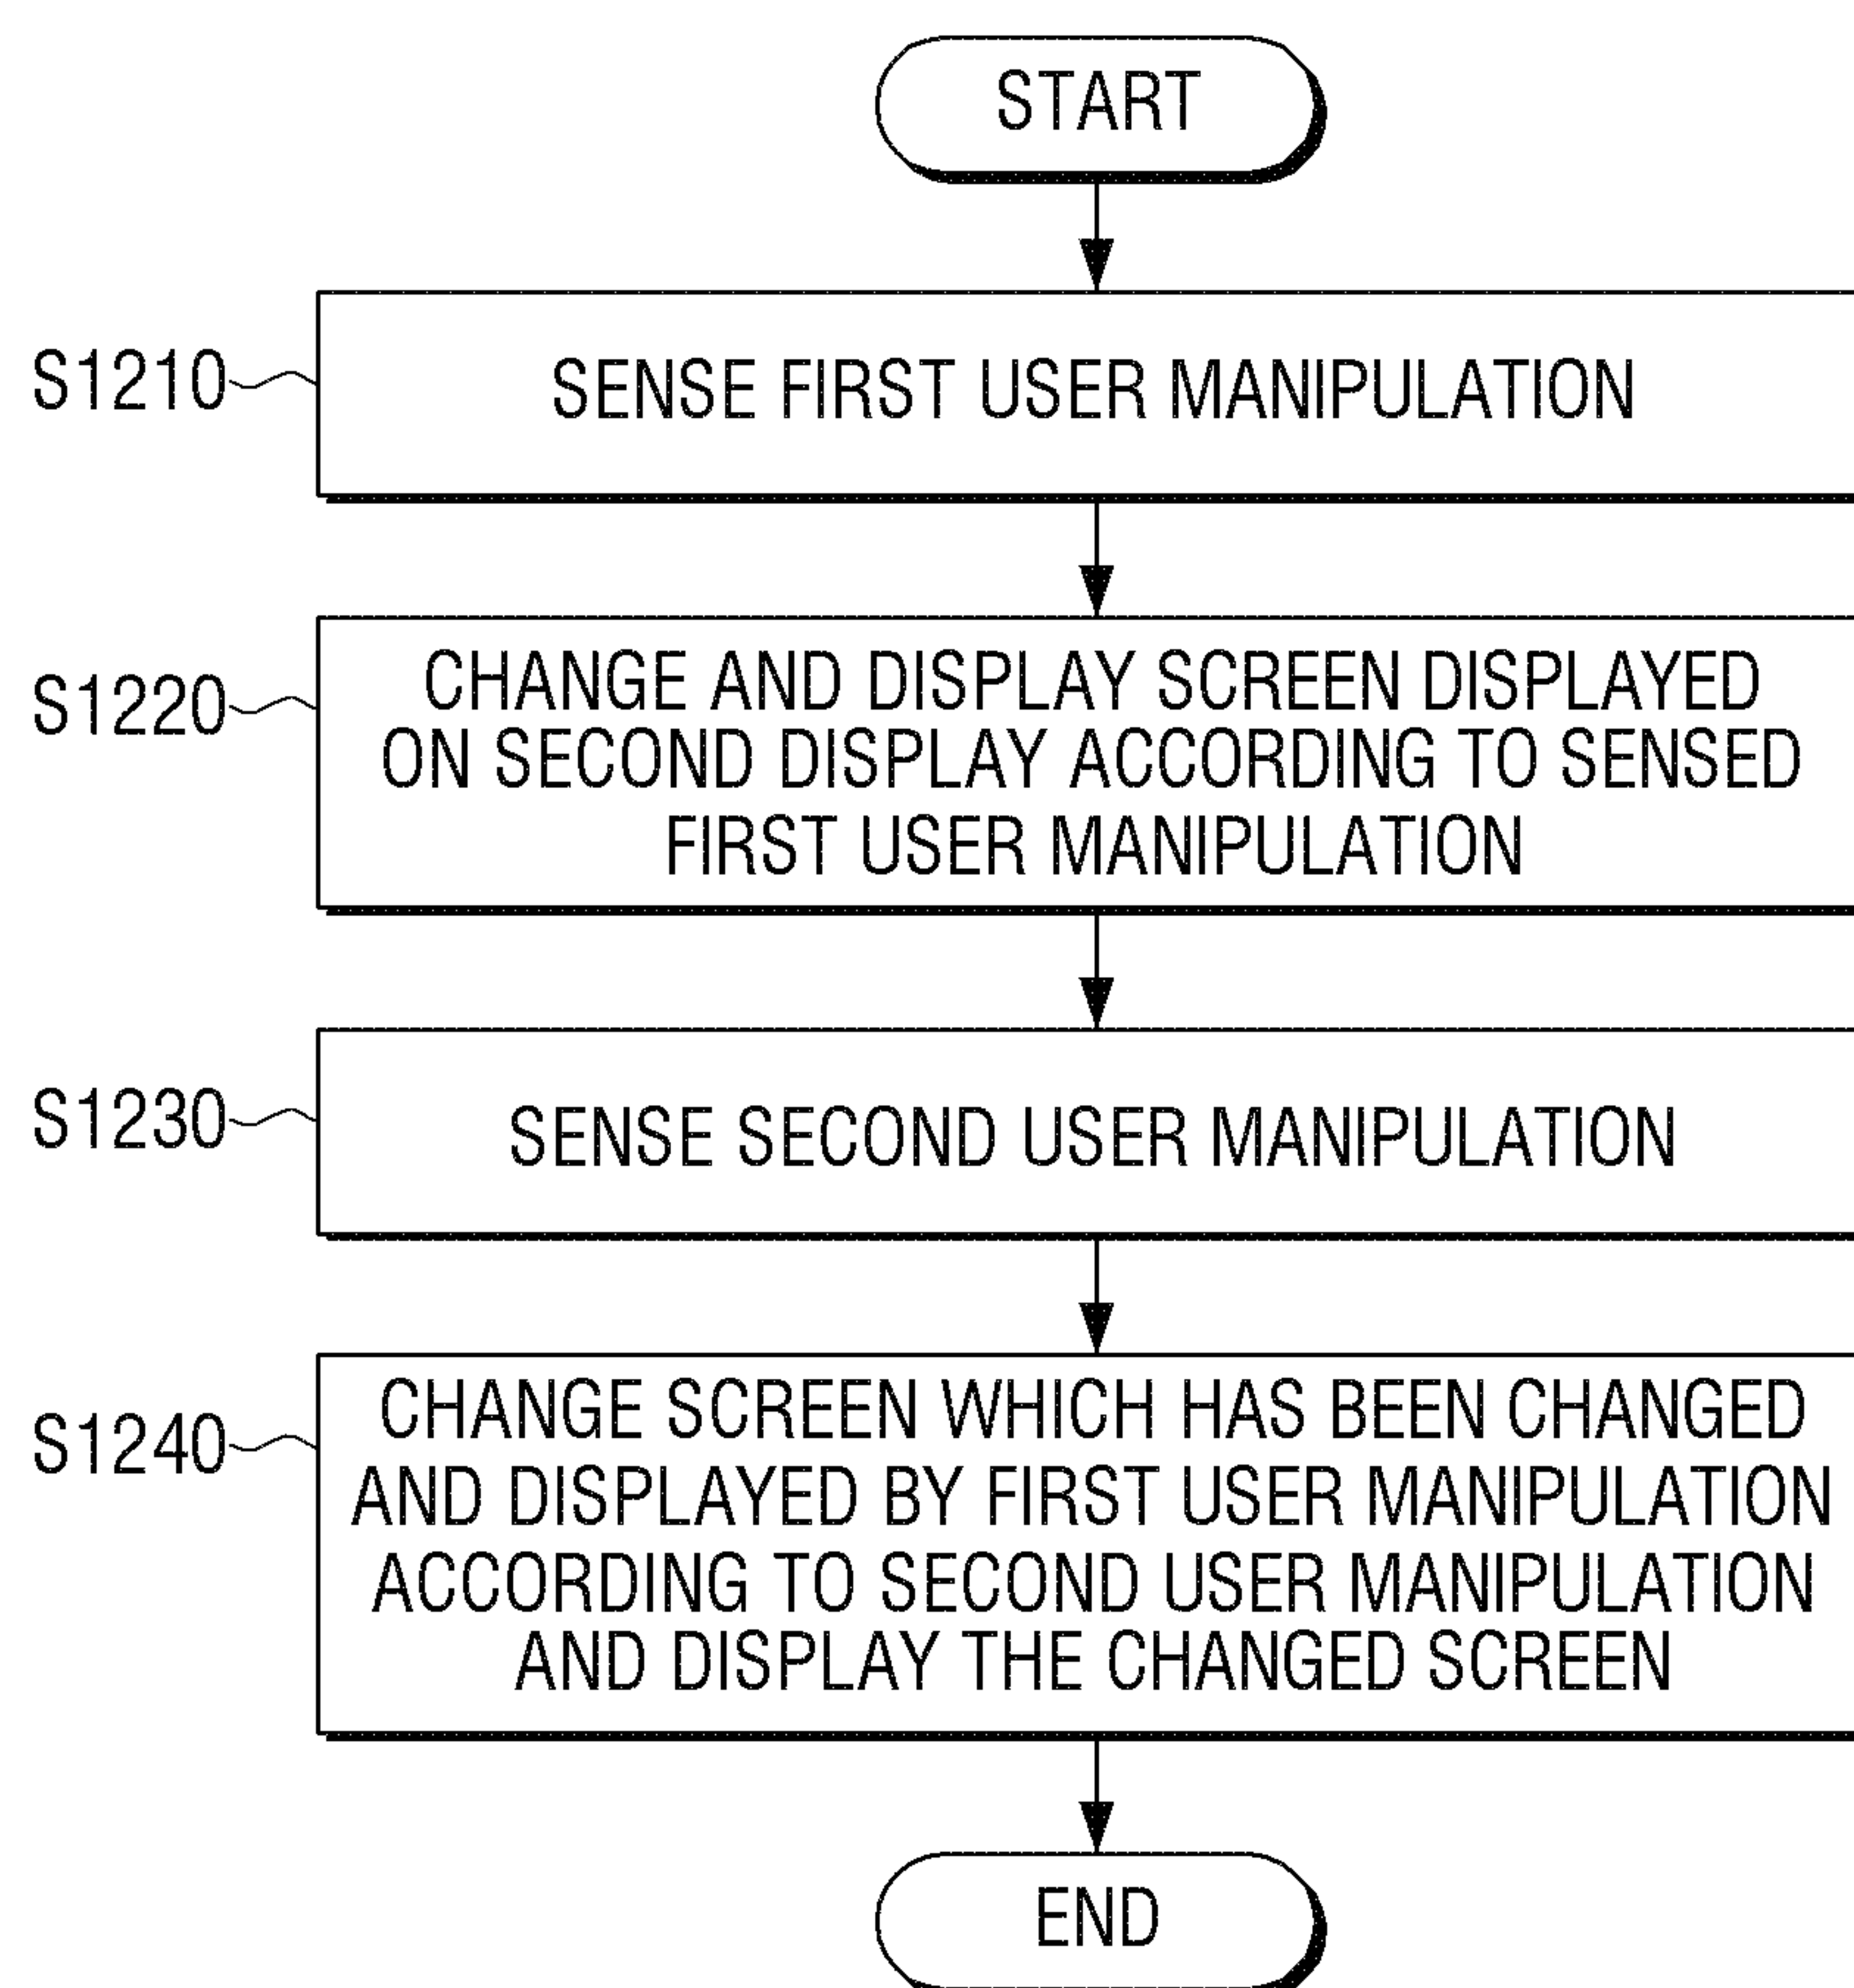 START
S1210
SENSE FIRST USER MANIPULATION
S1220
CHANGE AND DISPLAY SCREEN DISPLAYED
ON SECOND DISPLAY ACCORDING TO SENSED
FIRST USER MANIPULATION
S1230
SENSE SECOND USER MANIPULATION
S1240
CHANGE SCREEN WHICH HAS BEEN CHANGED
AND DISPLAYED BY FIRST USER MANIPULATION
ACCORDING TO SECOND USER MANIPULATION
AND DISPLAY THE CHANGED SCREEN
END